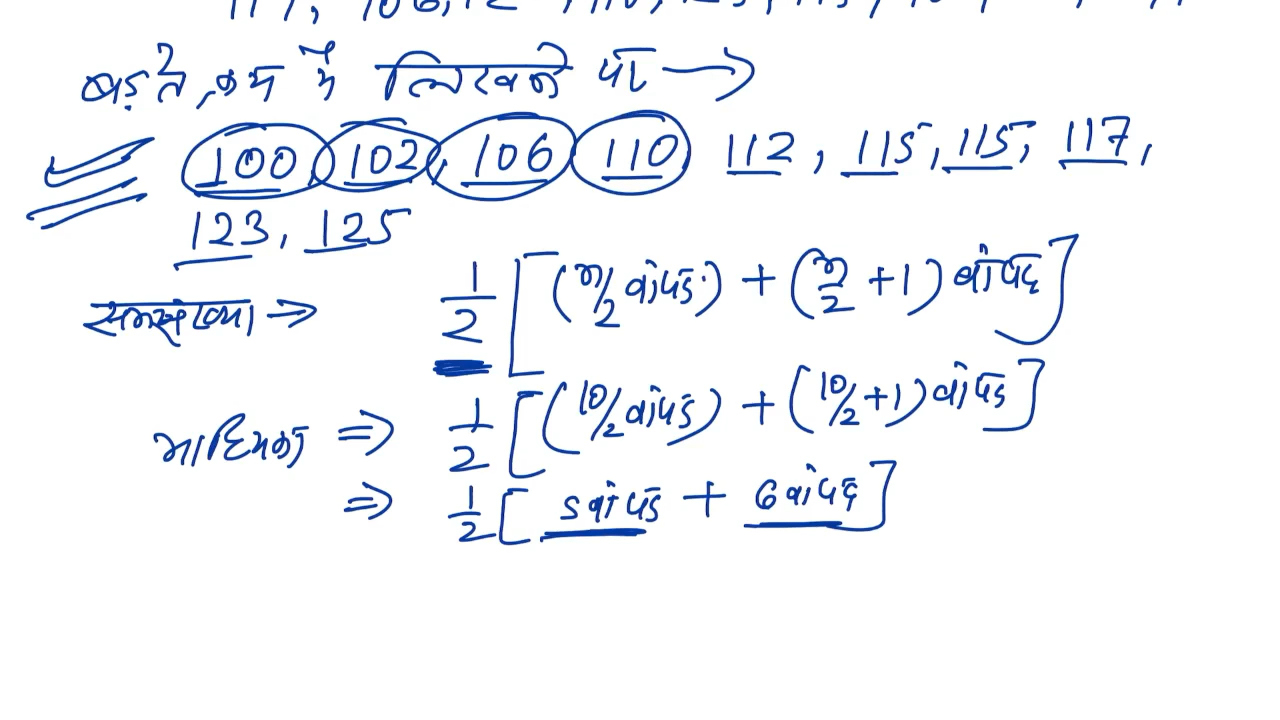 बढ़ते क्रम में लिखने पर →
100, 102, 106, 110 112, 115, 115, 117,
123, 125
समसंख्या → 1/2 [(n/2 वां पद) + (n/2 + 1) वां पद]
माध्यिका ⇒ 1/2 [(10/2 वां पद) + (10/2 + 1) वां पद]
⇒ 1/2 [5 वां पद + 6 वां पद]